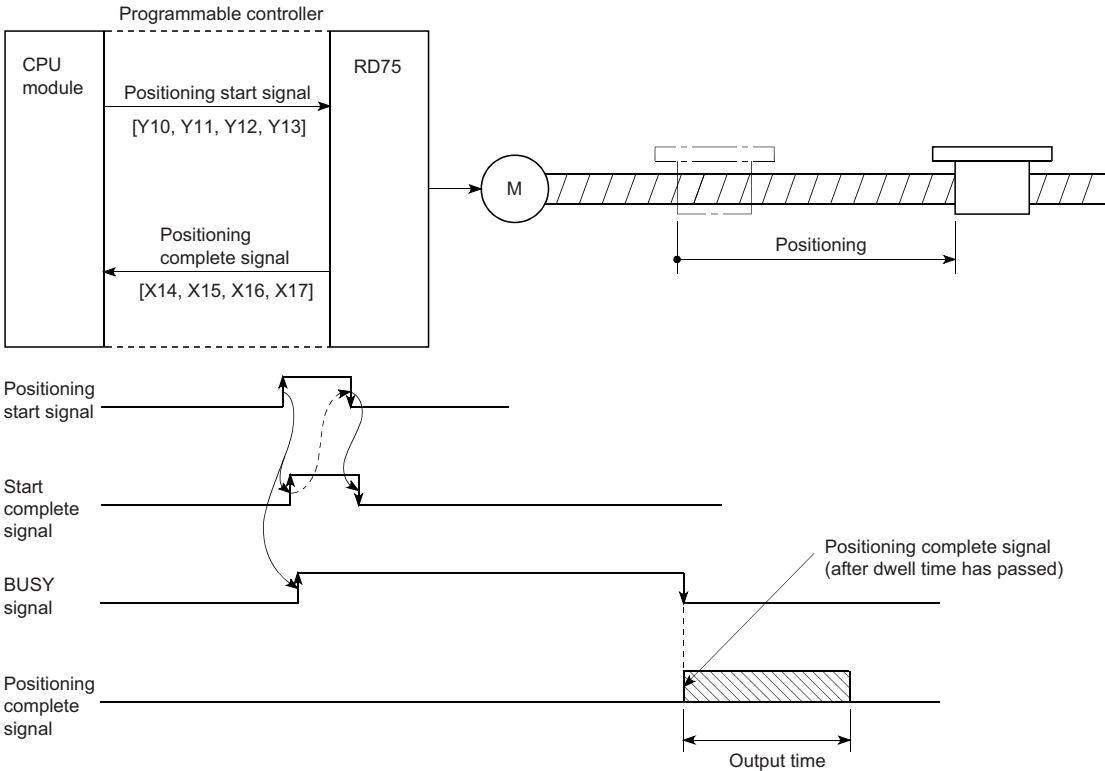 Programmable controller
CPU
module
RD75
Positioning start signal
[Y10, Y11, Y12, Y13]
M
Positioning
complete signal
[X14, X15, X16, X17]
Positioning
Positioning
start signal
Start
complete
signal
BUSY
signal
Positioning complete signal
(after dwell time has passed)
Positioning
complete
signal
Output time